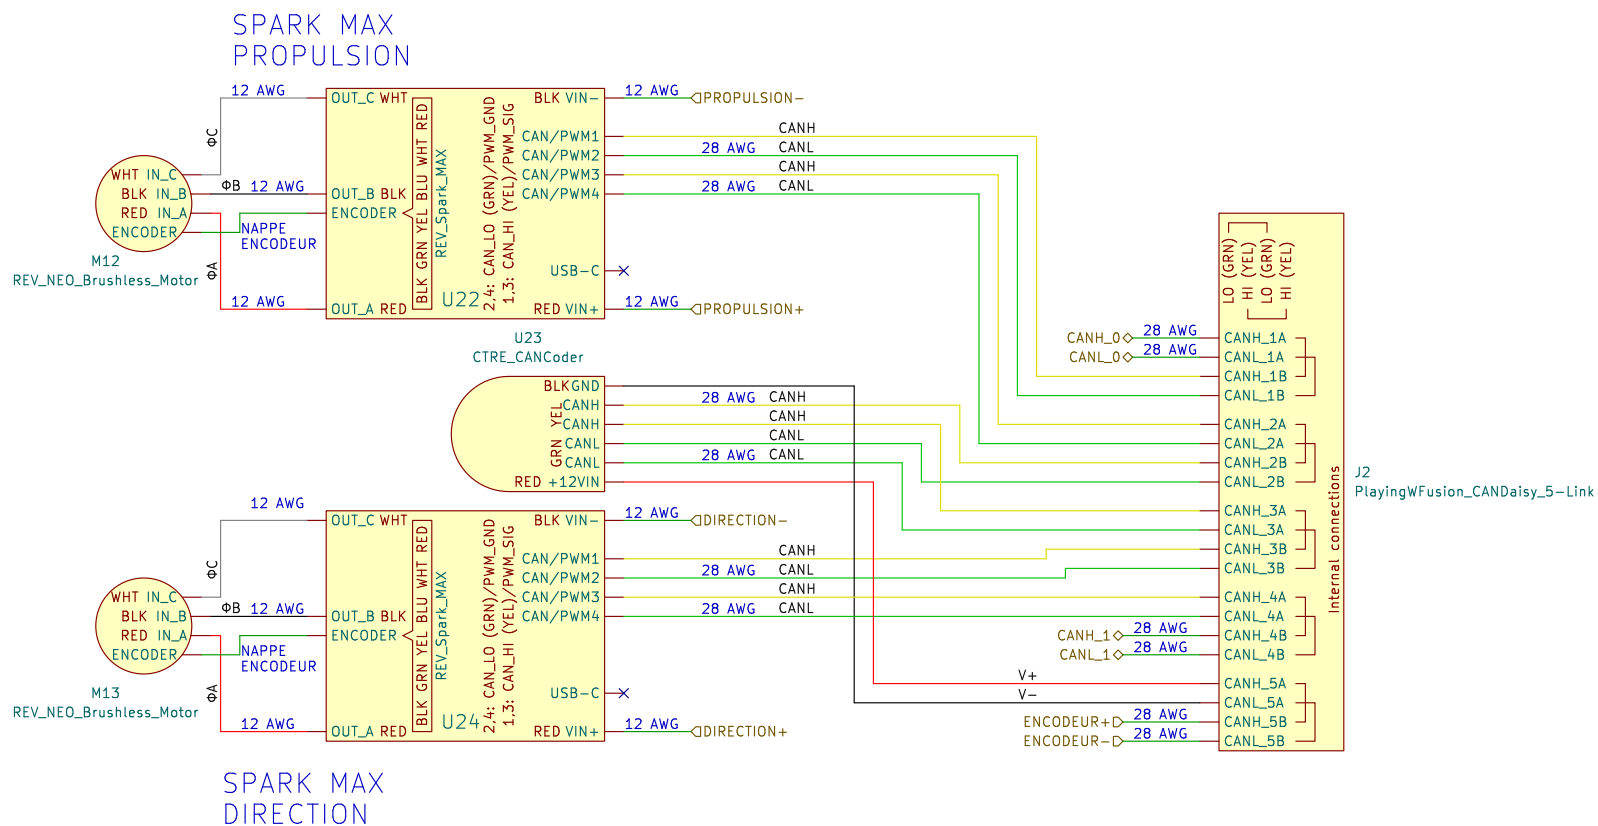 SPARK MAX
PROPULSION
12 AWG
OUT_C WHT
BLK VIN-
12 AWG
PROPULSION-
ΦC
CAN/PWM1
CANH
CAN/PWM2
28 AWG
CANL
WHT IN_C
CAN/PWM3
CANH
BLK IN_B
ΦB
12 AWG
OUT_B BLK
CAN/PWM4
28 AWG
CANL
RED IN_A
ENCODER
ENCODER
NAPPE
ENCODEUR
BLK GRN YEL BLU WHT RED
REV_Spark_MAX
2,4: CAN_LO (GRN)/PWM_GND
1,3: CAN_HI (YEL)/PWM_SIG
M12
REV_NEO_Brushless_Motor
ΦA
USB-C
12 AWG
OUT_A RED
U22
RED VIN+
12 AWG
PROPULSION+
U23
CTRE_CANCoder
BLK GND
CANH
28 AWG
CANH
YEL
CANH
CANH
CANL
CANL
GRN
CANL
28 AWG
CANL
RED +12VIN
12 AWG
OUT_C WHT
BLK VIN-
12 AWG
DIRECTION-
ΦC
CAN/PWM1
CANH
CAN/PWM2
28 AWG
CANL
WHT IN_C
CAN/PWM3
CANH
BLK IN_B
ΦB
12 AWG
OUT_B BLK
CAN/PWM4
28 AWG
CANL
RED IN_A
ENCODER
ENCODER
NAPPE
ENCODEUR
BLK GRN YEL BLU WHT RED
REV_Spark_MAX
2,4: CAN_LO (GRN)/PWM_GND
1,3: CAN_HI (YEL)/PWM_SIG
M13
REV_NEO_Brushless_Motor
ΦA
USB-C
12 AWG
OUT_A RED
U24
RED VIN+
12 AWG
DIRECTION+
SPARK MAX
DIRECTION
LO (GRN)
HI (YEL)
LO (GRN)
HI (YEL)
CANH_0
28 AWG
CANH_1A
CANL_0
28 AWG
CANL_1A
CANH_1B
CANL_1B
CANH_2A
CANL_2A
CANH_2B
CANL_2B
CANH_3A
CANL_3A
CANH_3B
CANL_3B
CANH_4A
CANL_4A
CANH_1
28 AWG
CANH_4B
CANL_1
28 AWG
CANL_4B
V+
CANH_5A
V-
CANL_5A
ENCODEUR+
28 AWG
CANH_5B
ENCODEUR-
28 AWG
CANL_5B
Internal connections
J2
PlayingWFusion_CANDaisy_5-Link